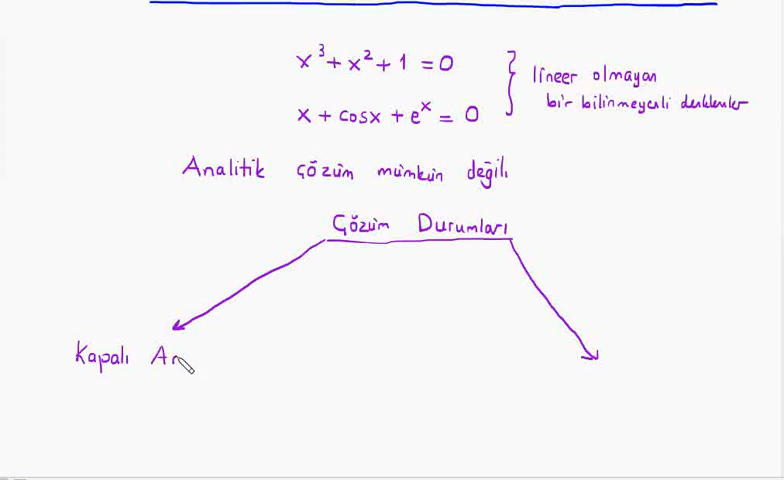 x³ + x² + 1 = 0
x + cosx + eˣ = 0
lineer olmayan
bir bilinmeyenli denklemler
Analitik çözüm mümkün değil.
Çözüm Durumları
Kapalı Ar